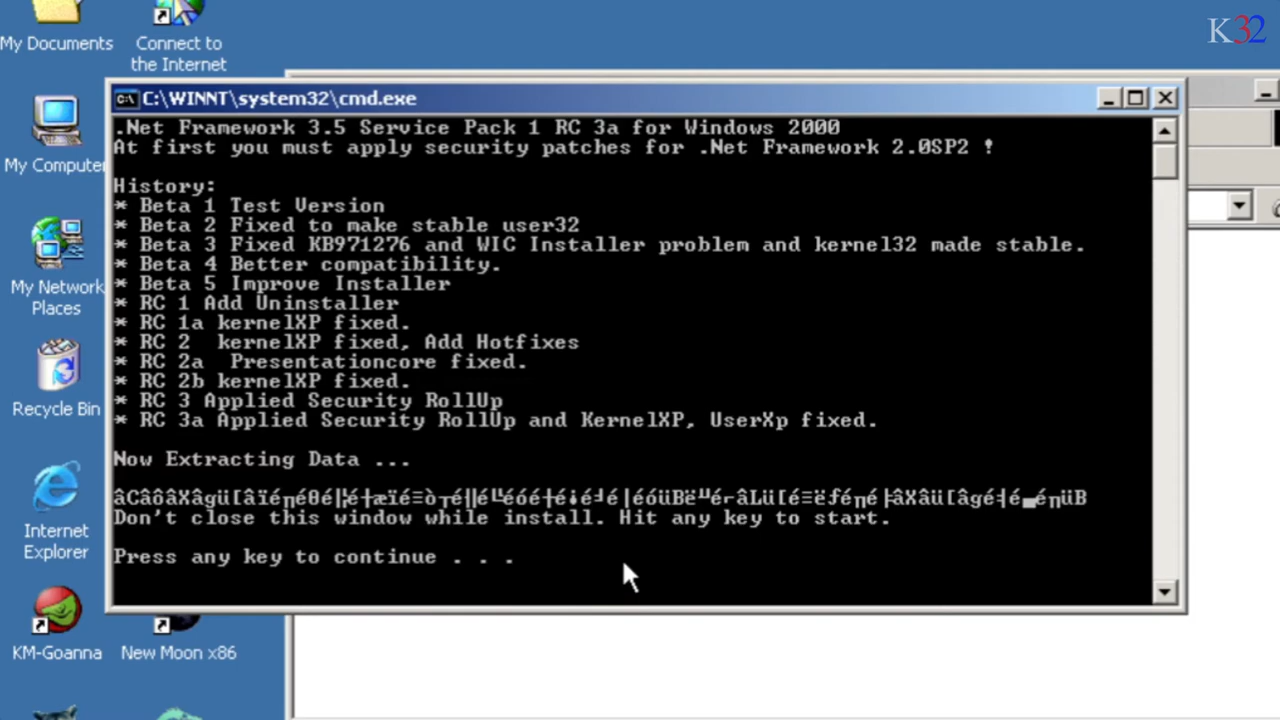 K32
My Documents
Connect to
the Internet
C:\WINNT\system32\cmd.exe
My Computer
My Network
Places
Recycle Bin
Internet
Explorer
KM-Goanna
New Moon x86
.Net Framework 3.5 Service Pack 1 RC 3a for Windows 2000
At first you must apply security patches for .Net Framework 2.0SP2 !
History:
* Beta 1 Test Version
* Beta 2 Fixed to make stable user32
* Beta 3 Fixed KB971276 and WIC Installer problem and kernel32 made stable.
* Beta 4 Better compatibility.
* Beta 5 Improve Installer
* RC 1 Add Uninstaller
* RC 1a kernelXP fixed.
* RC 2  kernelXP fixed, Add Hotfixes
* RC 2a  Presentationcore fixed.
* RC 2b kernelXP fixed.
* RC 3 Applied Security RollUp
* RC 3a Applied Security RollUp and KernelXP, UserXp fixed.
Now Extracting Data ...
Don't close this window while install. Hit any key to start.
Press any key to continue . . .